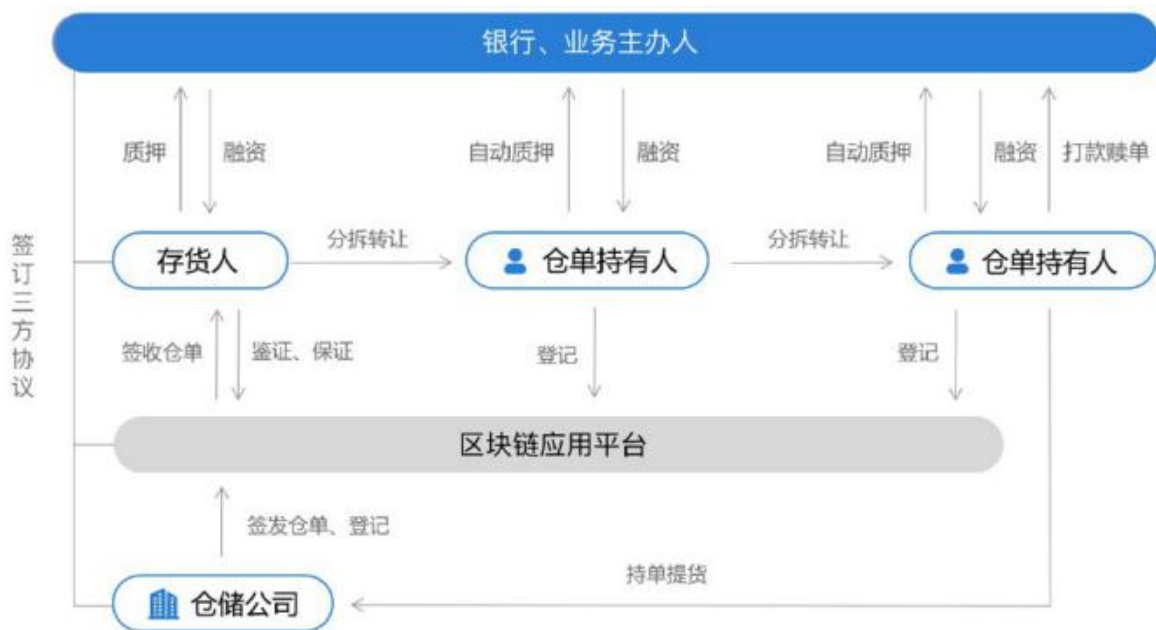 银行、业务主办人
质押
融资
自动质押
融资
自动质押
融资
打款赎单
签订三方协议
存货人
分拆转让
仓单持有人
分拆转让
仓单持有人
签收仓单
鉴证、保证
登记
登记
区块链应用平台
签发仓单、登记
持单提货
仓储公司